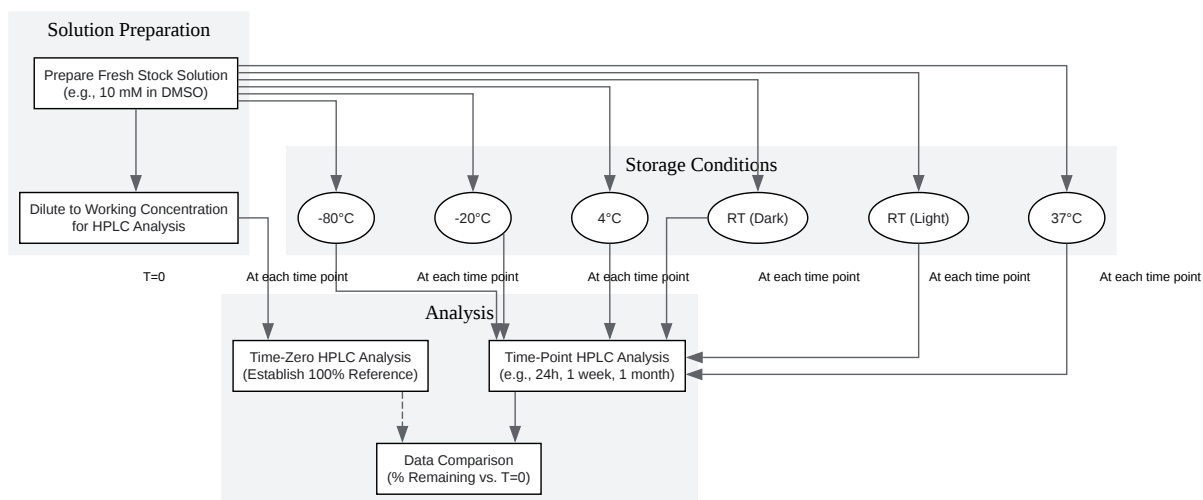 Solution Preparation
Prepare Fresh Stock Solution
(e.g., 10 mM in DMSO)
Storage Conditions
Dilute to Working Concentration
for HPLC Analysis
-80°C
-20°C
4°C
RT (Dark)
RT (Light)
37°C
T=0
At each time point
At each time point
At each time point
At each time point
At each time point
At each time point
Analysis
Time-Zero HPLC Analysis
(Establish 100% Reference)
Time-Point HPLC Analysis
(e.g., 24h, 1 week, 1 month)
Data Comparison
(% Remaining vs. T=0)